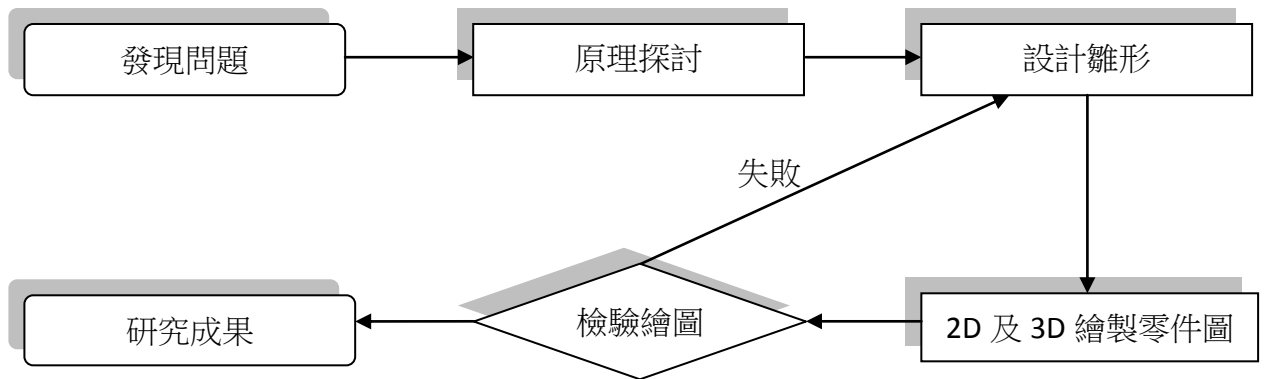 發現問題
原理探討
設計雛形
失敗
研究成果
檢驗繪圖
2D 及 3D 繪製零件圖